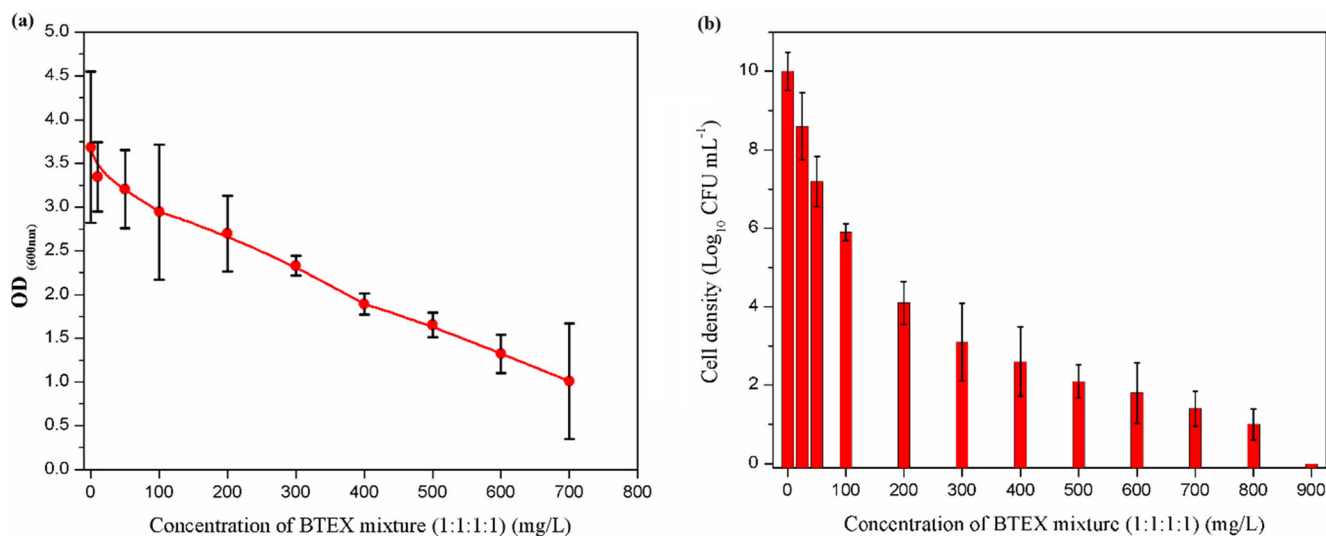 (a)
5.0
4.5
4.0
3.5
3.0
2.5
2.0
1.5
1.0
0.5
0.0
OD (600nm)
0 100 200 300 400 500 600 700 800
Concentration of BTEX mixture (1:1:1:1) (mg/L)
(b)
10
8
6
4
2
0
Cell density (Log10 CFU mL-1)
0 100 200 300 400 500 600 700 800 900
Concentration of BTEX mixture (1:1:1:1) (mg/L)